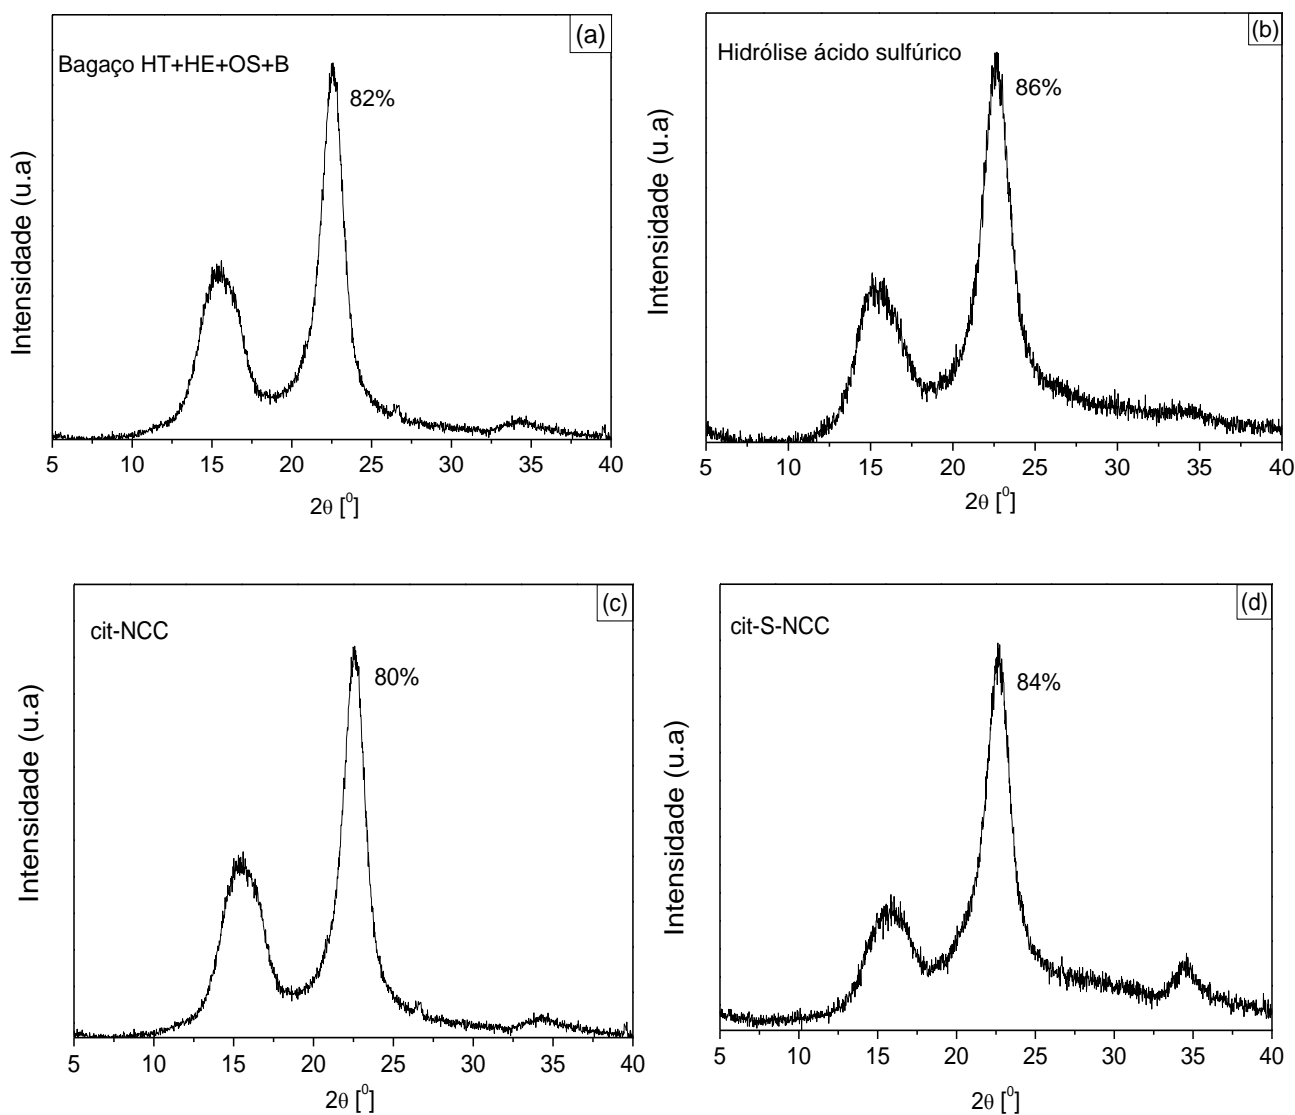 (a)
Bagaço HT+HE+OS+B
82%
Intensidade (u.a)
5 10 15 20 25 30 35 40
2θ [⁰]
(b)
Hidrólise ácido sulfúrico
86%
Intensidade (u.a)
5 10 15 20 25 30 35 40
2θ [⁰]
(c)
cit-NCC
80%
Intensidade (u.a)
5 10 15 20 25 30 35 40
2θ [⁰]
(d)
cit-S-NCC
84%
Intensidade (u.a)
5 10 15 20 25 30 35 40
2θ [⁰]